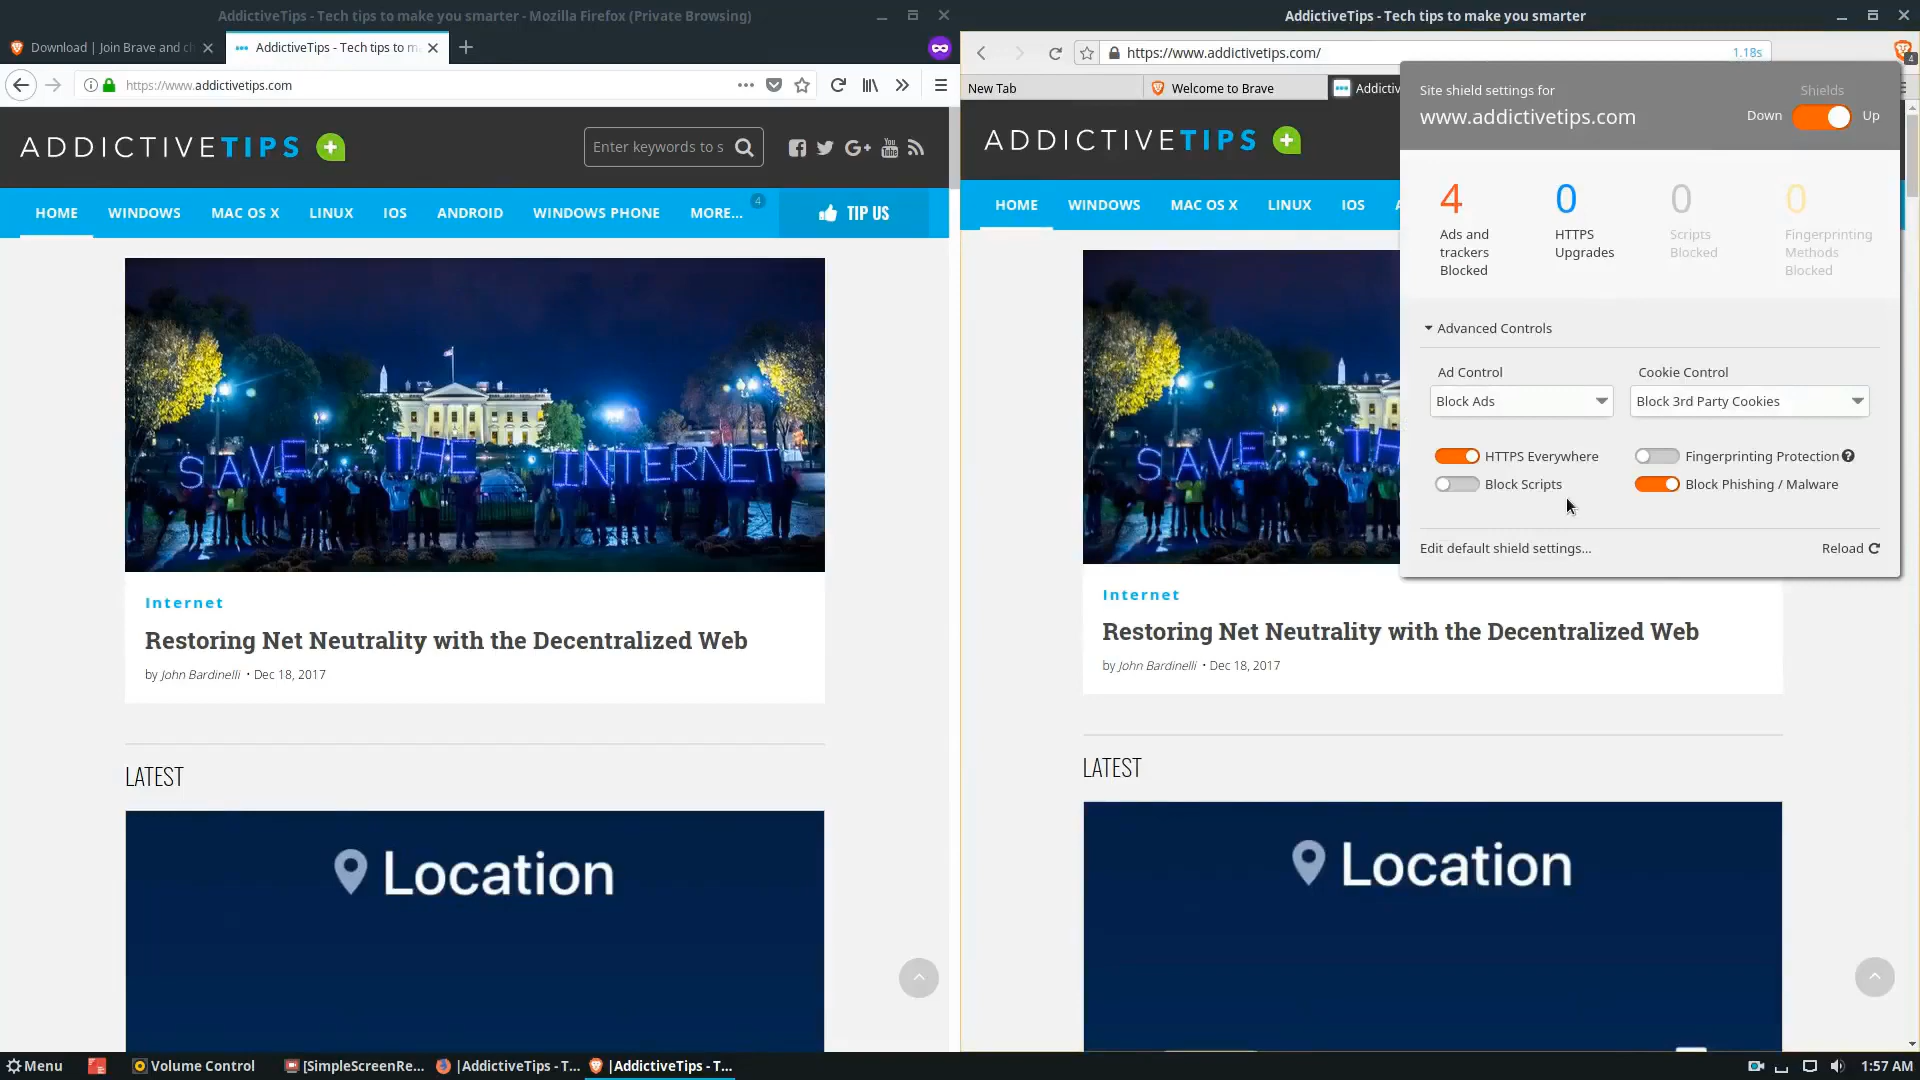 AddictiveTips - Tech tips to make you smarter - Mozilla Firefox (Private Browsing)
Download | Join Brave and ch
AddictiveTips - Tech tips to m
https://www.addictivetips.com
ADDICTIVETIPS
Enter keywords to s
G+
You Tube
HOME
WINDOWS
MAC OS X
LINUX
IOS
ANDROID
WINDOWS PHONE
MORE...
4
TIP US
SAVE THE INTERNET
Internet
Restoring Net Neutrality with the Decentralized Web
by John Bardinelli • Dec 18, 2017
LATEST
Location
AddictiveTips - Tech tips to make you smarter
https://www.addictivetips.com/
1.18s
4
New Tab
Welcome to Brave
Addictiv
ADDICTIVETIPS
HOME
WINDOWS
MAC OS X
LINUX
IOS
SAVE TH
Site shield settings for
www.addictivetips.com
Shields
Down
Up
4
Ads and
trackers
Blocked
0
HTTPS
Upgrades
0
Scripts
Blocked
0
Fingerprinting
Methods
Blocked
Advanced Controls
Ad Control
Block Ads
Cookie Control
Block 3rd Party Cookies
HTTPS Everywhere
Fingerprinting Protection
Block Scripts
Block Phishing / Malware
Edit default shield settings...
Reload
Internet
Restoring Net Neutrality with the Decentralized Web
by John Bardinelli • Dec 18, 2017
LATEST
Location
Menu
Volume Control
[SimpleScreenRe...
|AddictiveTips - T...
|AddictiveTips - T...
1:57 AM